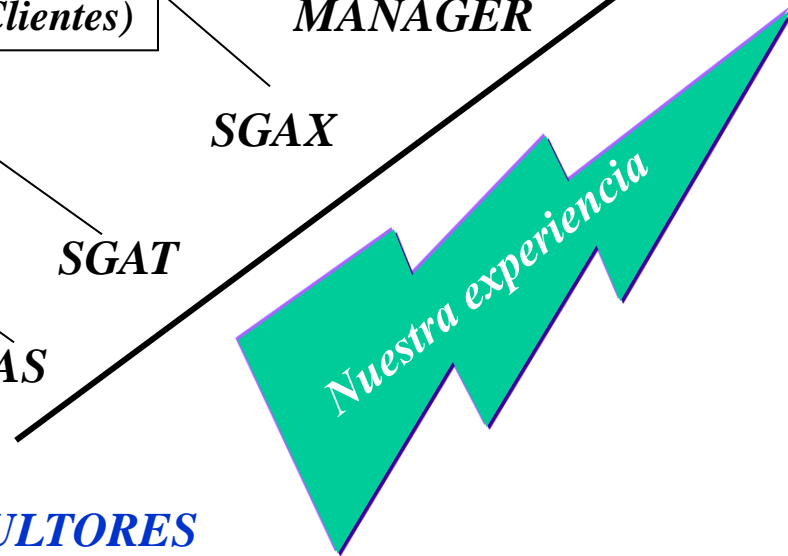 Clientes)
MANAGER
SGAX
SGAT
AS
Nuestra experiencia
ULTORES